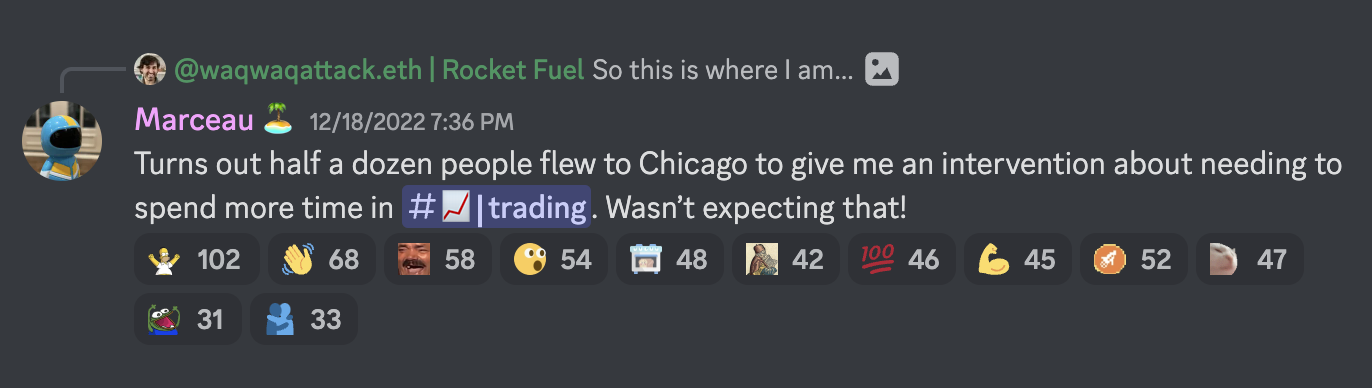 @waqwaqattack.eth | Rocket Fuel So this is where I am...
Marceau 🏝️ 12/18/2022 7:36 PM
Turns out half a dozen people flew to Chicago to give me an intervention about needing to
spend more time in #📈|trading. Wasn’t expecting that!
102 68 58 54 48 42 100 46 45 52 47
31 33